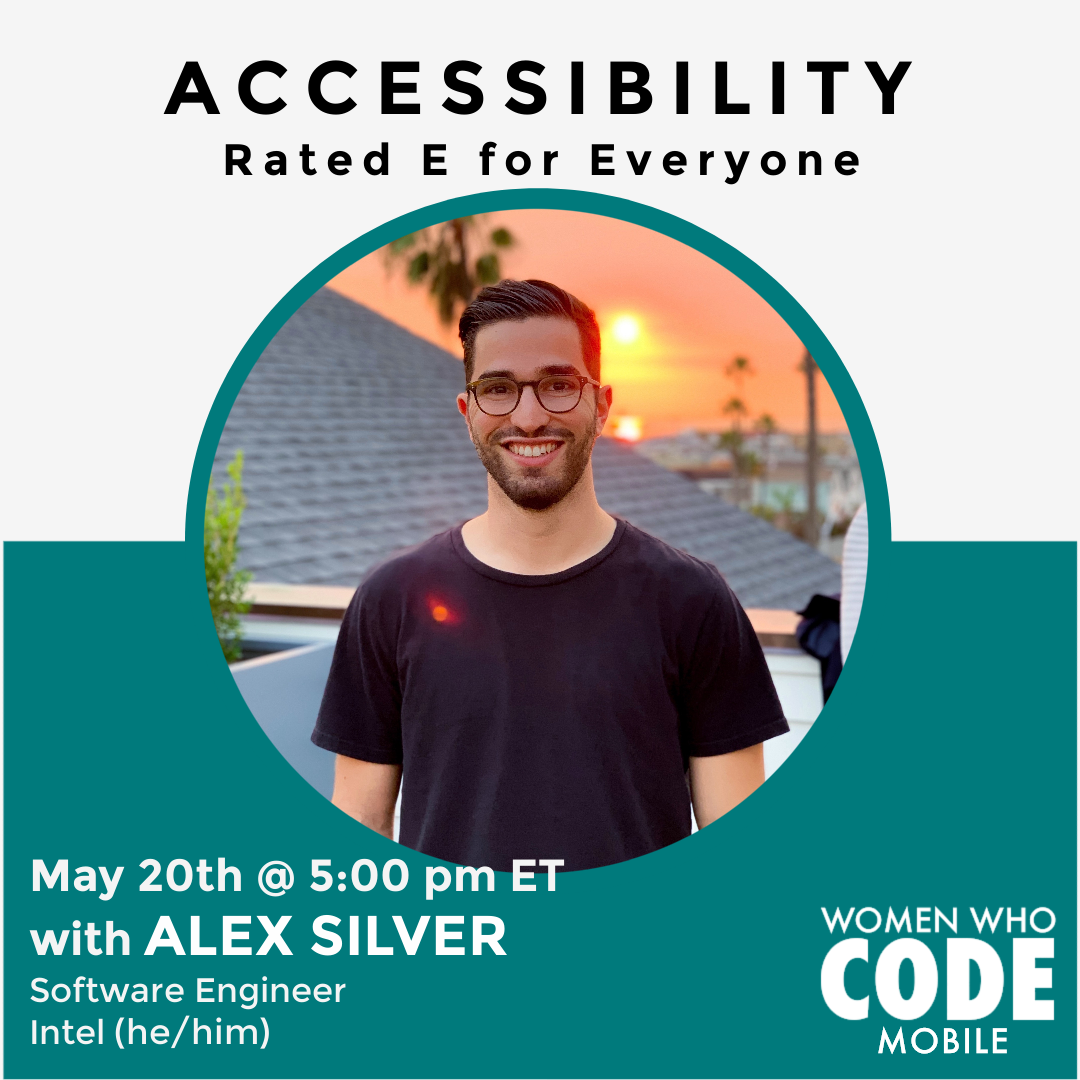 ACCESSIBILITY
Rated E for Everyone
May 20th @ 5:00 pm ET
with ALEX SILVER
Software Engineer
Intel (he/him)
WOMEN WHO
CODE
MOBILE